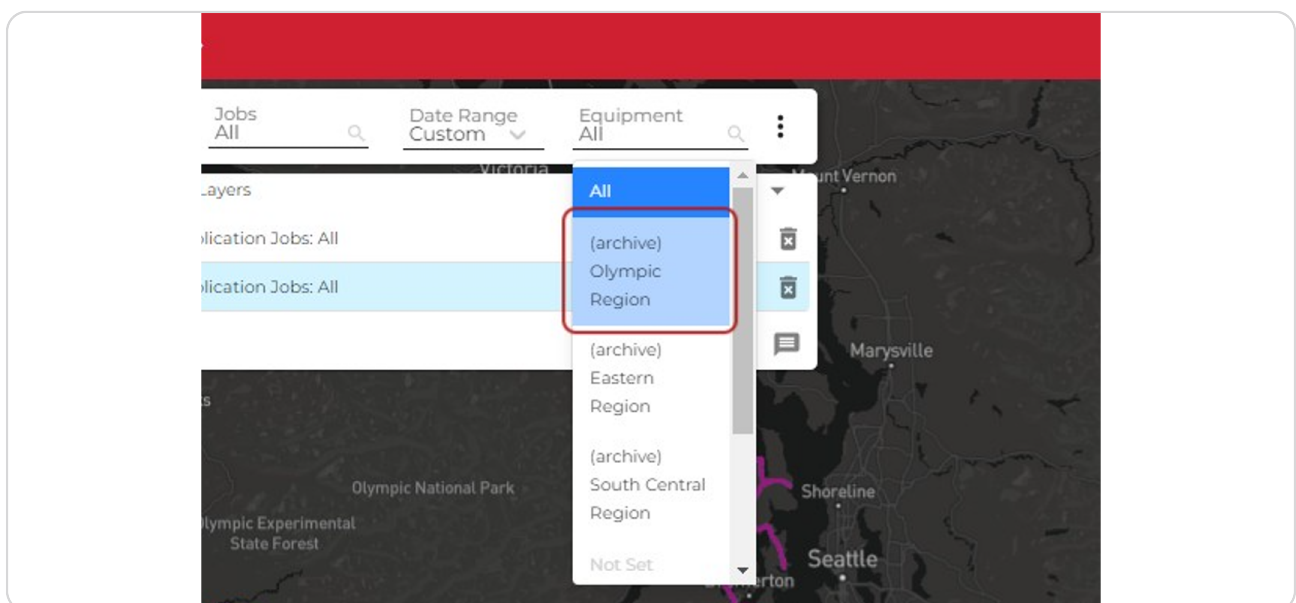 Jobs
All
Date Range
Custom
Equipment
All
Victoria
Mount Vernon
Layers
All
plication Jobs: All
(archive)
Olympic
Region
plication Jobs: All
(archive)
Eastern
Region
Marysville
(archive)
South Central
Region
Olympic National Park
Shoreline
Olympic Experimental
State Forest
Not Set
Seattle